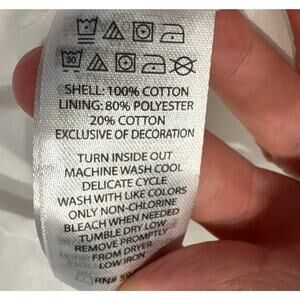 30
SHELL: 100% COTTON
LINING: 80% POLYESTER
20% COTTON
EXCLUSIVE OF DECORATION
TURN INSIDE OUT
MACHINE WASH COOL
DELICATE CYCLE
WASH WITH LIKE COLORS
ONLY NON-CHLORINE
BLEACH WHEN NEEDED
TUMBLE DRY LOW
REMOVE PROMPTLY
FROM DRYER
LOW IRON
RN#